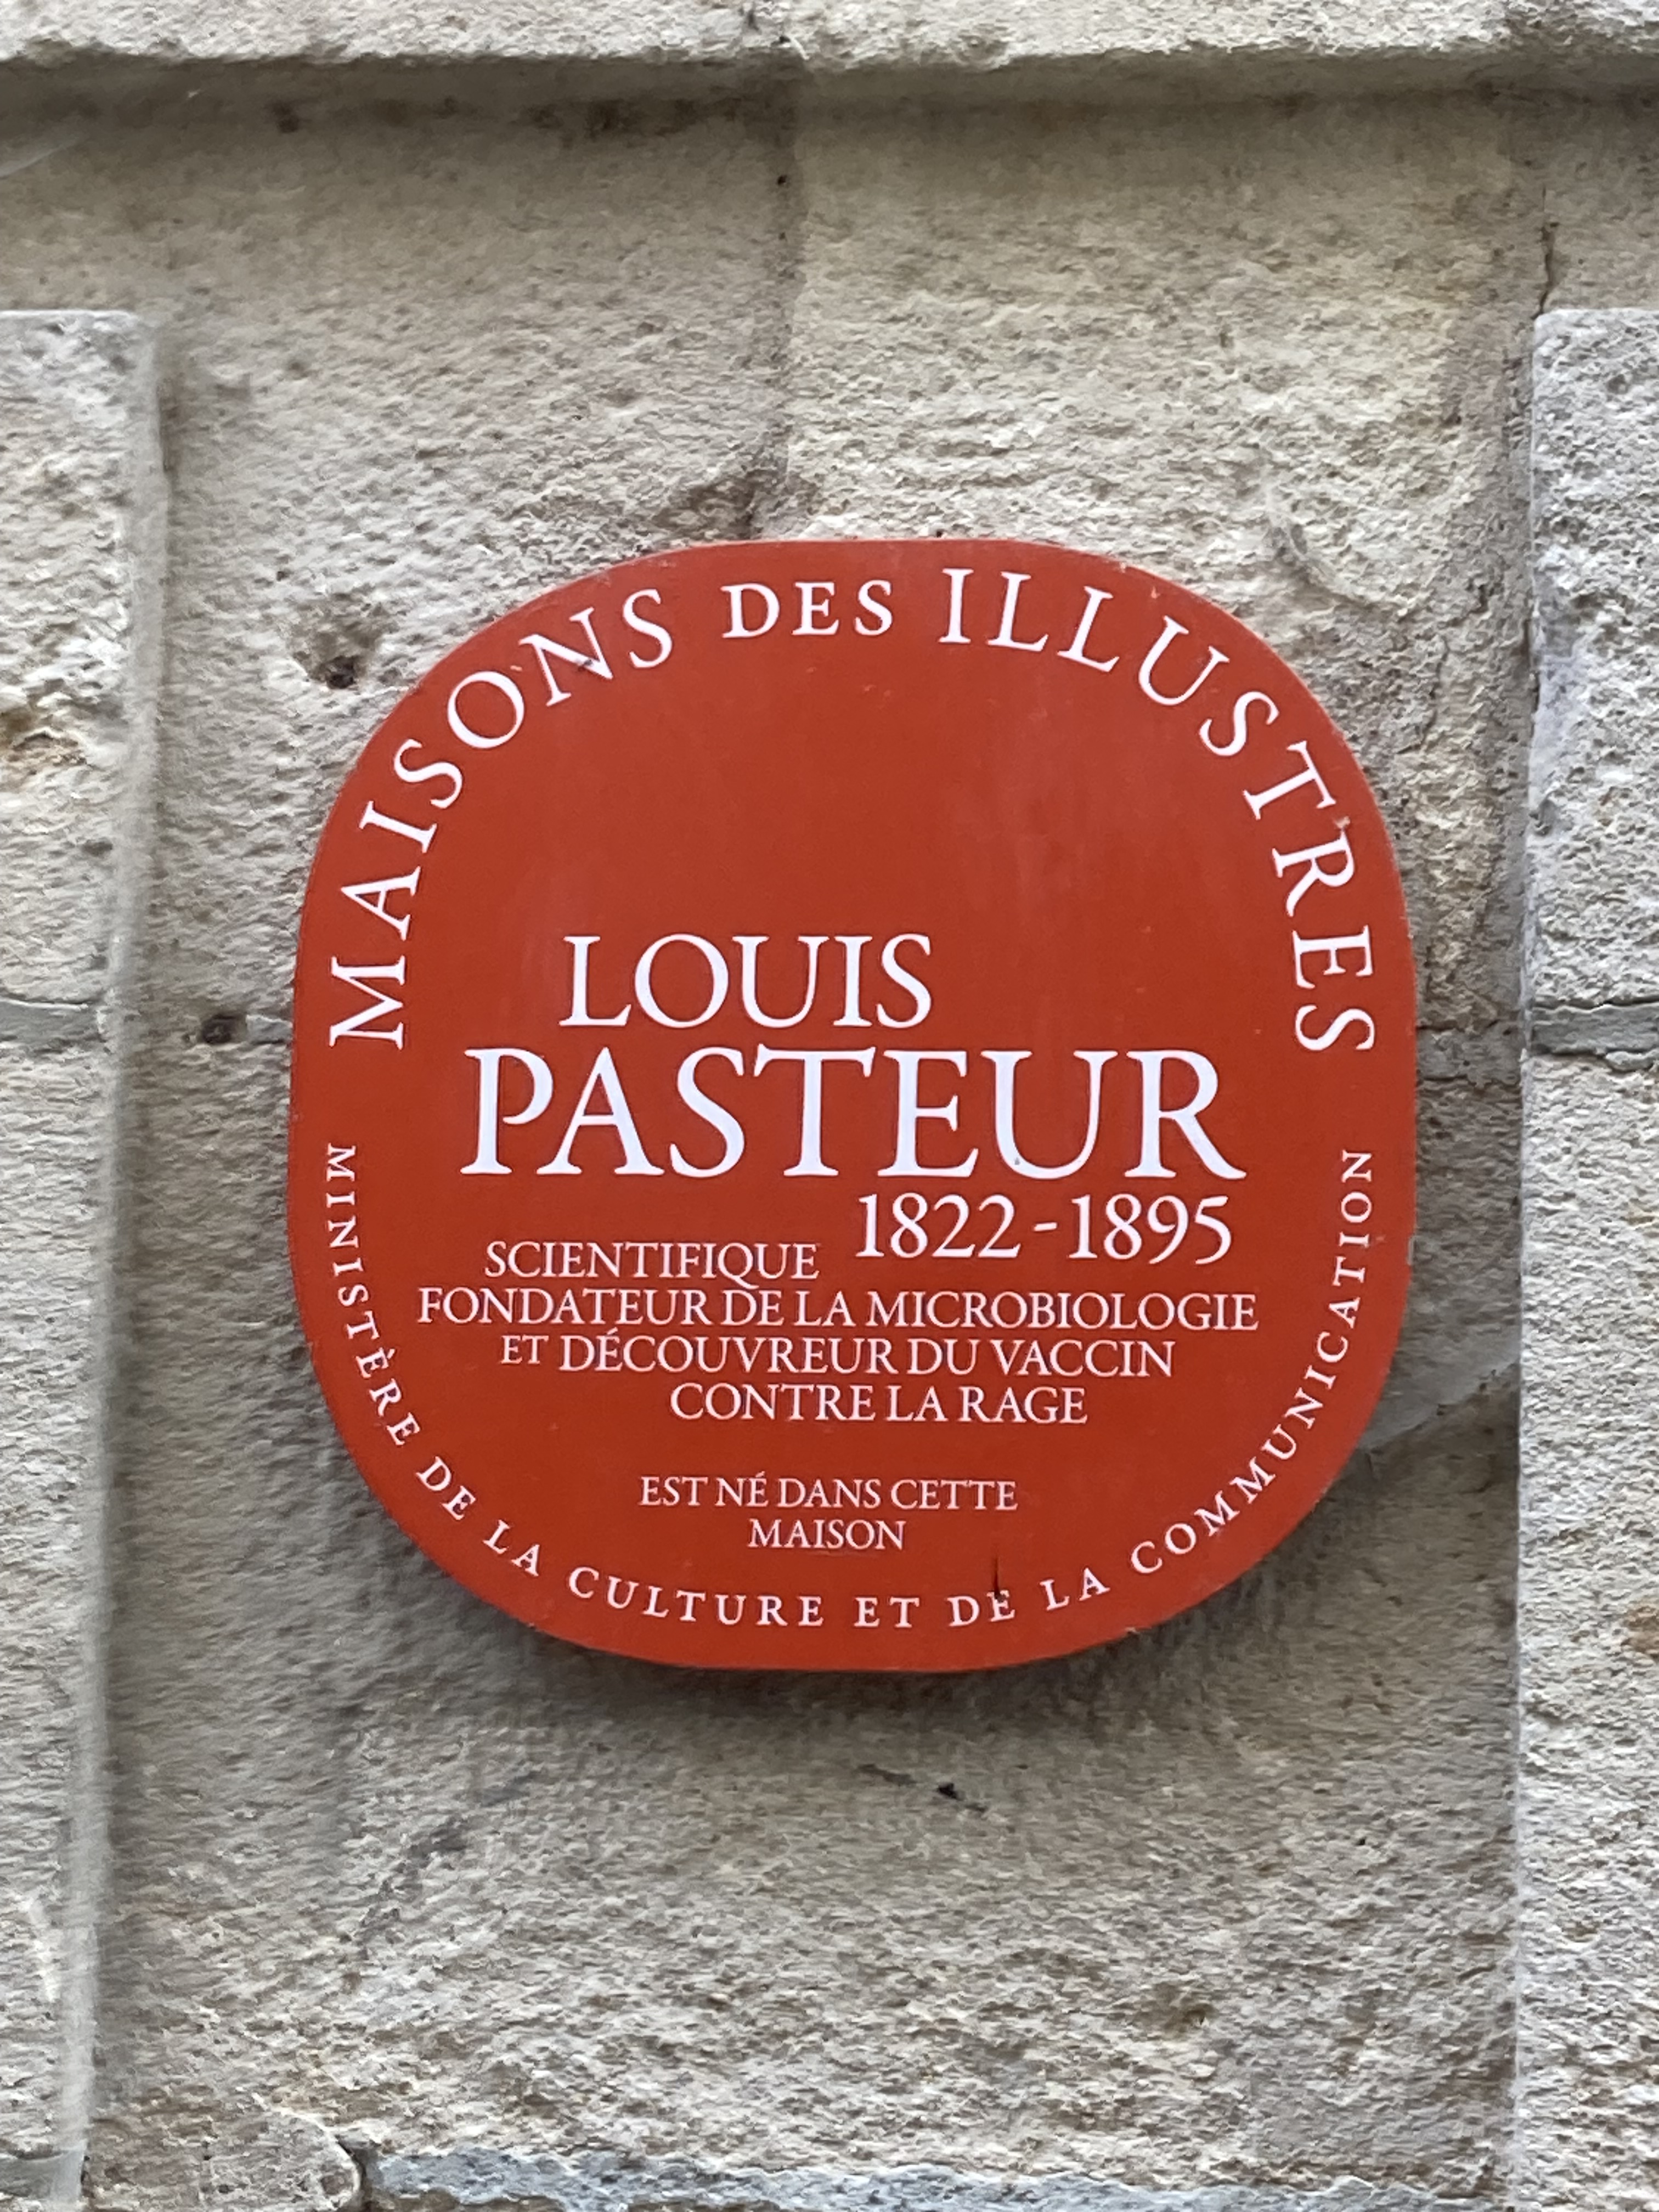 MAISONS DES ILLUSTRES
LOUIS
PASTEUR
1822-1895
SCIENTIFIQUE
FONDATEUR DE LA MICROBIOLOGIE
ET DÉCOUVREUR DU VACCIN
CONTRE LA RAGE
EST NÉ DANS CETTE
MAISON
MINISTÈRE DE LA CULTURE ET DE LA COMMUNICATION